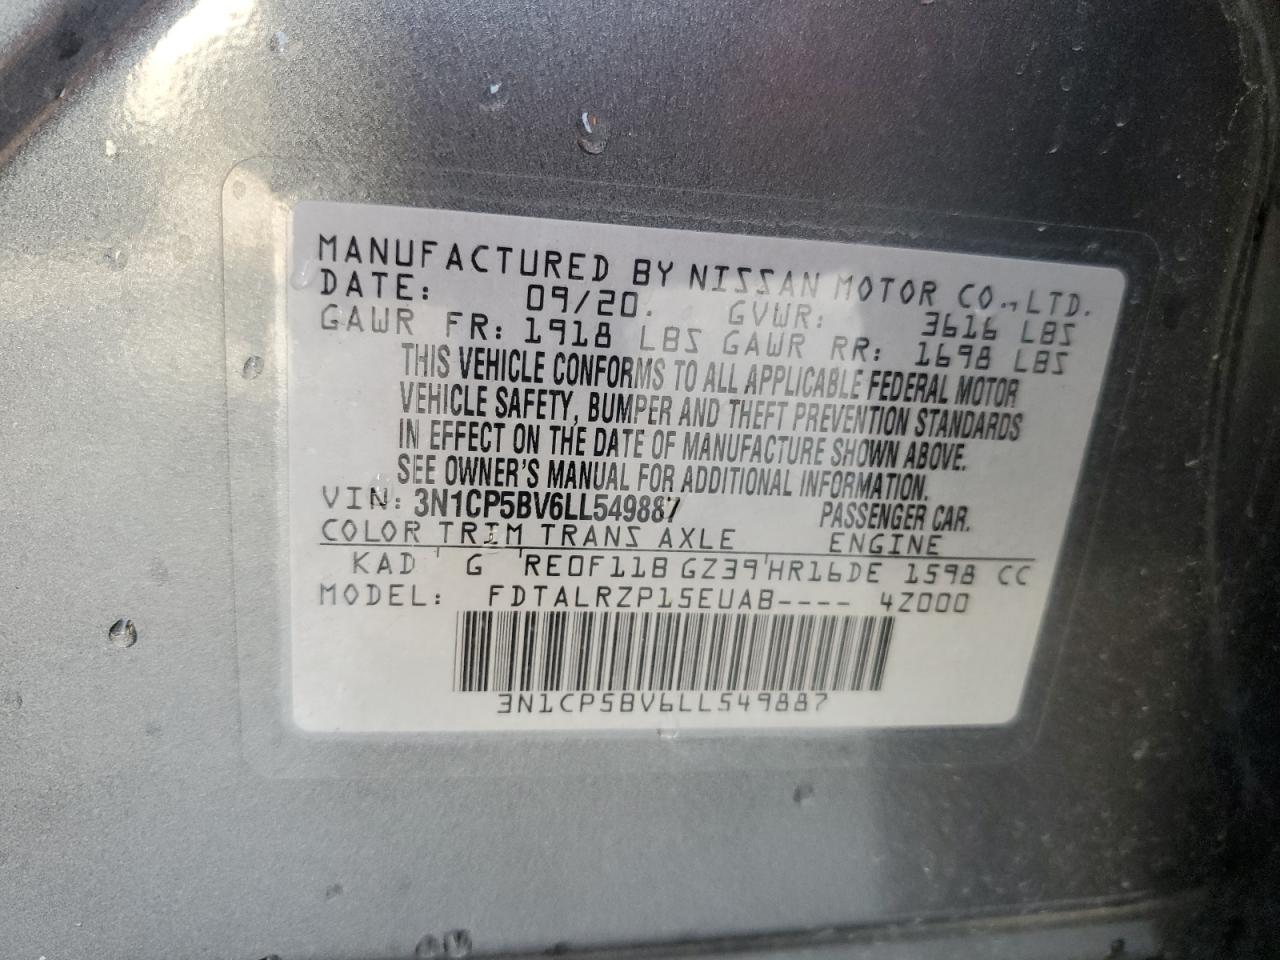 MANUFACTURED BY NISSAN MOTOR CO.,LTD.
DATE: 09/20. GVWR: 3616 LBS
GAWR FR: 1918 LBS GAWR RR: 1698 LBS
THIS VEHICLE CONFORMS TO ALL APPLICABLE FEDERAL MOTOR
VEHICLE SAFETY, BUMPER AND THEFT PREVENTION STANDARDS
IN EFFECT ON THE DATE OF MANUFACTURE SHOWN ABOVE.
SEE OWNER'S MANUAL FOR ADDITIONAL INFORMATION.
VIN: 3N1CP5BV6LL549887 PASSENGER CAR.
COLOR TRIM TRANS AXLE ENGINE
KAD ' G 'RE0F11B GZ39'HR16DE 1598 CC
MODEL: FDTALRZP15EUAB---- 4Z000
3N1CP5BV6LL549887